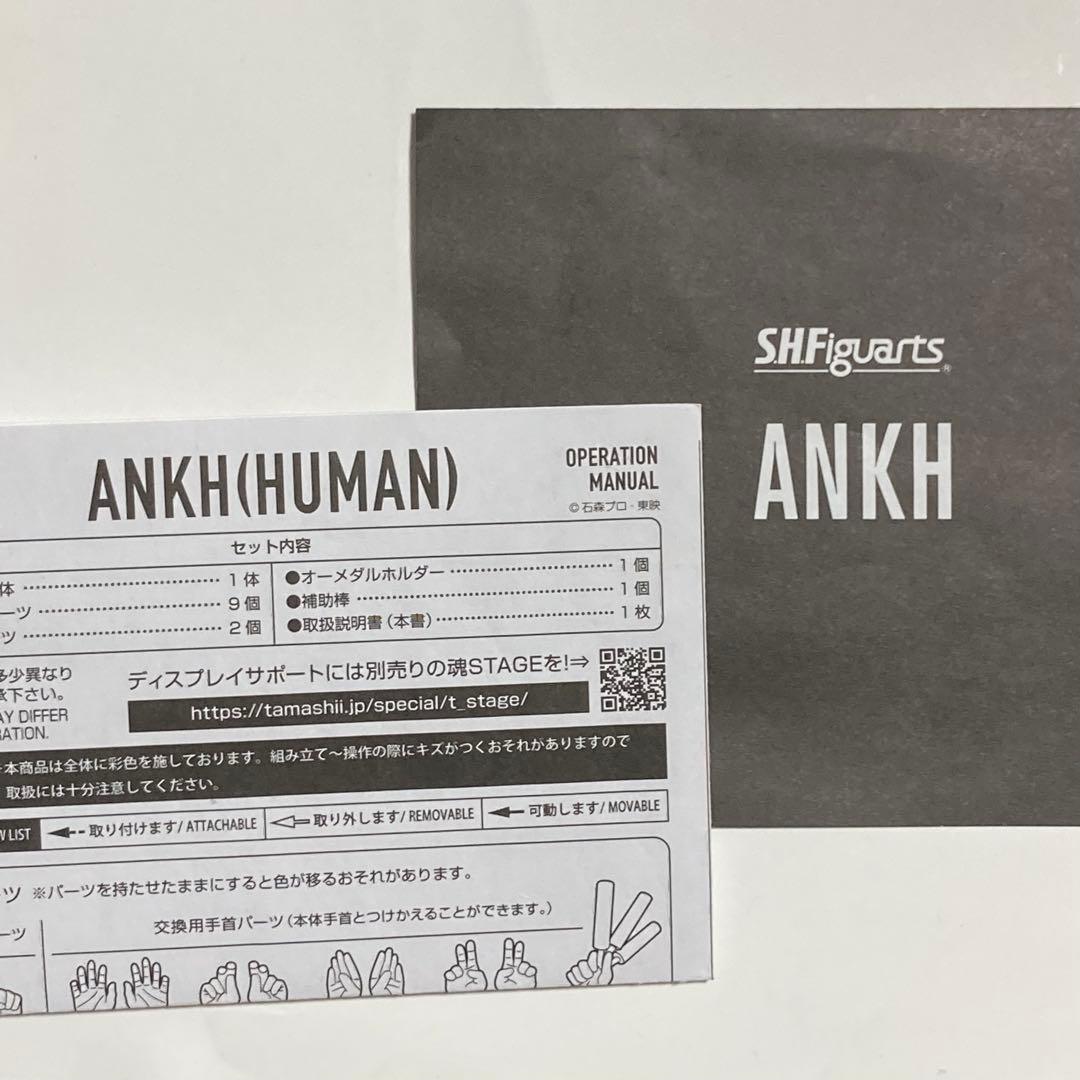 S.H.Figuarts®
ANKH
ANKH(HUMAN)
OPERATION
MANUAL
©石森プロ・東映
セット内容
体 1体
ーツ 9個
ツ 2個
●オーメダルホルダー 1個
●補助棒 1個
●取扱説明書(本書) 1枚
多少異なり
承下さい。
AY DIFFER
RATION.
ディスプレイサポートには別売りの魂STAGEを!⇒
https://tamashii.jp/special/t_stage/
本商品は全体に彩色を施しております。組み立て〜操作の際にキズがつくおそれがありますので
取扱には十分注意してください。
W LIST
取り付けます/ATTACHABLE
取り外します/REMOVABLE
可動します/MOVABLE
ーツ ※パーツを持たせたままにすると色が移るおそれがあります。
ーツ
交換用手首パーツ(本体手首とつけかえることができます。)